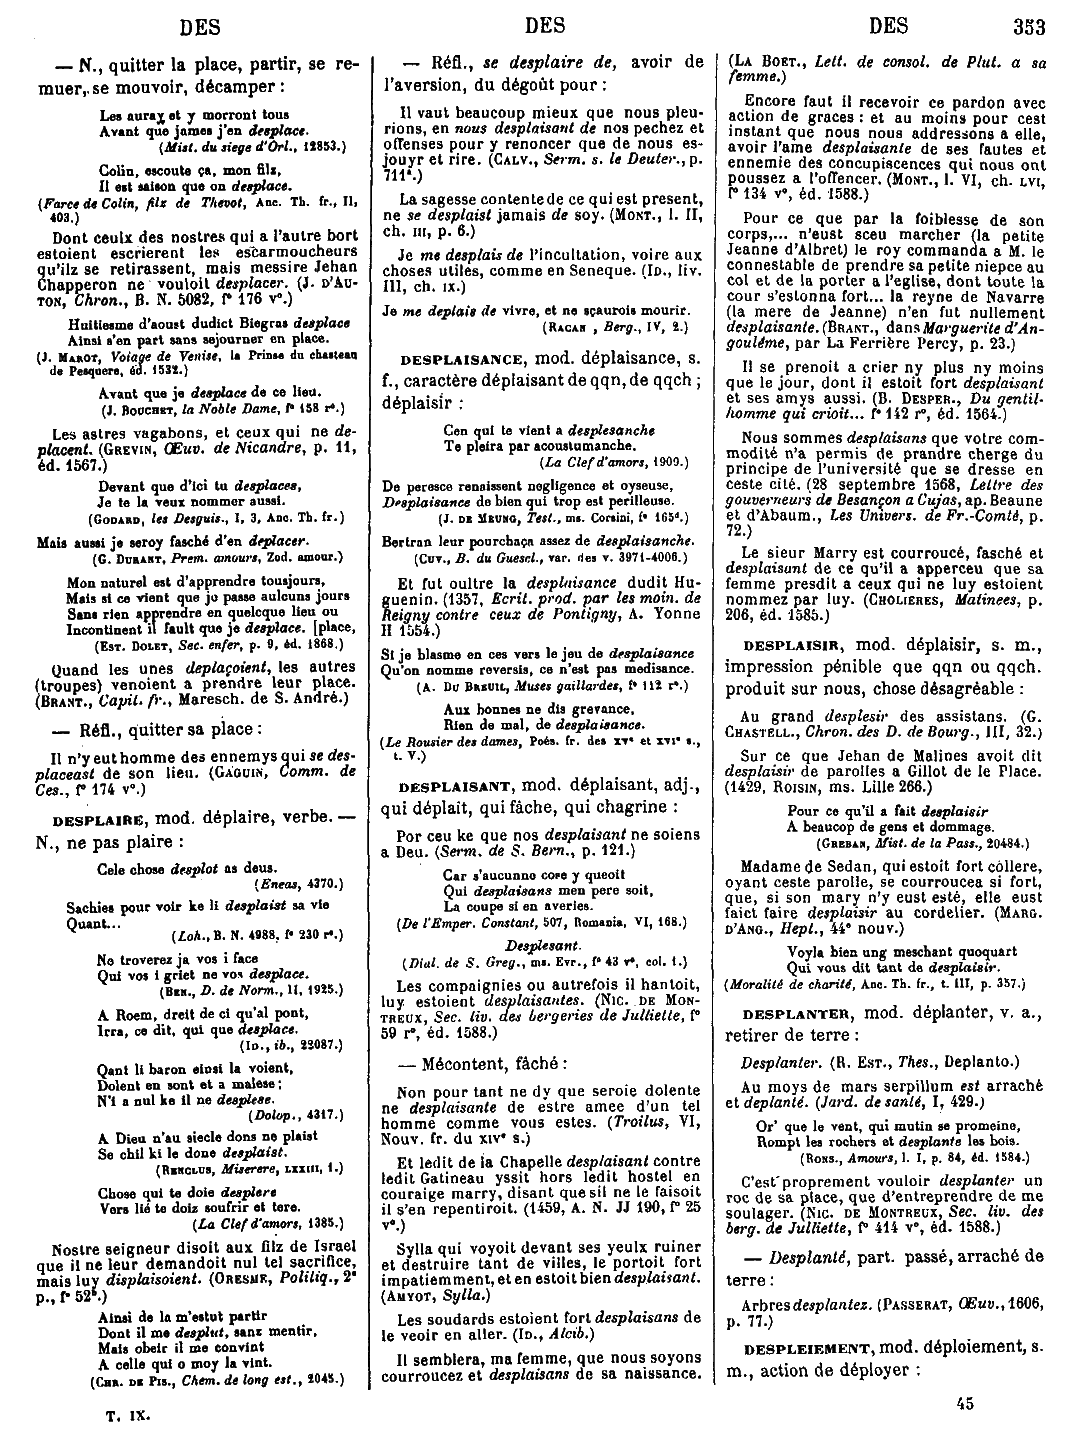 DES
DES
DES
353
— N., quitter la place, partir, se re-
muer, se mouvoir, décamper :
Les aurax et y morront tous
Avant que james j'en desplace.
(Mist. du siege d'Orl., 12853.)
Colin, escoute ça, mon filz,
Il est saison que on desplace.
(Farce de Colin, filz de Thevot, Anc. Th. fr., II,
403.)
Dont ceulx des nostres qui a l'autre bort
estoient escrierent les escarmoucheurs
qu'ilz se retirassent, mais messire Jehan
Chapperon ne vouloit desplacer. (J. D'AU-
TON, Chron., B. N. 5082, f° 176 v°.)
Huitiesme d'aoust dudict Biegras desplace
Ainsi s'en part sans sejourner en place.
(J. MAROT, Voiage de Venise, la Prinse du chasteau
de Pesquere, éd. 1532.)
Avant que je desplace de ce lieu.
(J. BOUCHET, la Noble Dame, f° 158 r°.)
Les astres vagabons, et ceux qui ne de-
placent. (GREVIN, Œuv. de Nicandre, p. 11,
éd. 1567.)
Devant que d'ici tu desplaces,
Je te la veux nommer aussi.
(GODARD, les Desguis., I, 3, Anc. Th. fr.)
Mais aussi je seroy fasché d'en deplacer.
(G. DURANT, Prem. amours, Zod. amour.)
Mon naturel est d'apprendre tousjours,
Mais si ce vient que je passe aulcuns jours
Sans rien apprendre en quelcque lieu ou
Incontinent il fault que je desplace. [place,
(EST. DOLET, Sec. enfer, p. 9, éd. 1868.)
Quand les unes deplaçoient, les autres
(troupes) venoient a prendre leur place.
(BRANT., Capit. fr., Maresch. de S. André.)
— Réfl., quitter sa place :
Il n'y eut homme des ennemys qui se des-
placeast de son lieu. (GAGUIN, Comm. de
Ces., f° 174 v°.)
DESPLAIRE, mod. déplaire, verbe. —
N., ne pas plaire :
Cele chose desplot as deus.
(Eneas, 4370.)
Sachies pour voir ke li desplaist sa vie
Quant...
(Loh., B. N. 4988, f° 230 r°.)
Ne troverez ja vos i face
Qui vos i griet ne vos desplace.
(BEN., D. de Norm., II, 1925.)
A Roem, dreit de ci qu'al pont,
Irra, ce dit, qui que desplace.
(ID., ib., 23087.)
Qant li baron einsi la voient,
Dolent en sont et a malese;
N'i a nul ke il ne desplese.
(Dolop., 4317.)
A Dieu n'au siecle dons ne plaist
Se chil ki le done desplaist.
(RENCLUS, Miserere, LXXIII, 1.)
Chose qui te doie desplere
Vers lié te doiz soufrir et tere.
(La Clef d'amors, 1385.)
Nostre seigneur disoit aux filz de Israel
que il ne leur demandoit nul tel sacrifice,
mais luy displaisoient. (ORESME, Politiq., 2e
p., f° 52b.)
Ainsi de la m'estut partir
Dont il me desplut, sanz mentir,
Mais obeir il me convint
A celle qui o moy la vint.
(CHR. DE PIS., Chem. de long est., 2045.)
T. IX.
— Réfl., se desplaire de, avoir de
l'aversion, du dégoût pour :
Il vaut beaucoup mieux que nous pleu-
rions, en nous desplaisant de nos pechez et
offenses pour y renoncer que de nous es-
jouyr et rire. (CALV., Serm. s. le Deuter., p.
711a.)
La sagesse contente de ce qui est present,
ne se desplaist jamais de soy. (MONT., l. II,
ch. III, p. 6.)
Je me desplais de l'incultation, voire aux
choses utiles, comme en Seneque. (ID., liv.
III, ch. IX.)
Je me deplais de vivre, et ne sçaurois mourir.
(RACAN, Berg., IV, 2.)
DESPLAISANCE, mod. déplaisance, s.
f., caractère déplaisant de qqn, de qqch ;
déplaisir :
Cen qui te vient a desplesanche
Te pleira par acoustumanche.
(La Clef d'amors, 1909.)
De peresce renaissent negligence et oyseuse,
Desplaisance de bien qui trop est perilleuse.
(J. DE MEUNG, Test., ms. Corsini, f° 165d.)
Bertran leur pourchaça assez de desplaisanche.
(CUV., B. du Guescl., var. des v. 3971-4006.)
Et fut oultre la desplaisance dudit Hu-
guenin. (1357, Ecrit. prod. par les moin. de
Reigny contre ceux de Pontigny, A. Yonne
H 1554.)
Si je blasme en ces vers le jeu de desplaisance
Qu'on nomme reversis, ce n'est pas medisance.
(A. DU BREUIL, Muses gaillardes, f° 112 r°.)
Aux bonnes ne dis grevance,
Rien de mal, de desplaisance.
(Le Rousier des dames, Poés. fr. des XVe et XVIe s.,
t. V.)
DESPLAISANT, mod. déplaisant, adj.,
qui déplaît, qui fâche, qui chagrine :
Por ceu ke que nos desplaisant ne soiens
a Deu. (Serm. de S. Bern., p. 121.)
Car s'aucunne core y queoit
Qui desplaisans men pere soit,
La coupe si en averies.
(De l'Emper. Constant, 507, Romania, VI, 168.)
Desplesant.
(Dial. de S. Greg., ms. Evr., f° 43 v°, col. 1.)
Les compaignies ou autrefois il hantoit,
luy estoient desplaisantes. (NIC. DE MON-
TREUX, Sec. liv. des bergeries de Julliette, f°
59 r°, éd. 1588.)
— Mécontent, fâché :
Non pour tant ne dy que seroie dolente
ne desplaisante de estre amee d'un tel
homme comme vous estes. (Troilus, VI,
Nouv. fr. du XIVe s.)
Et ledit de la Chapelle desplaisant contre
ledit Gatineau yssit hors ledit hostel en
couraige marry, disant que sil ne le faisoit
il s'en repentiroit. (1459, A. N. JJ 190, f° 25
v°.)
Sylla qui voyoit devant ses yeulx ruiner
et destruire tant de villes, le portoit fort
impatiemment, et en estoit bien desplaisant.
(AMYOT, Sylla.)
Les soudards estoient fort desplaisans de
le veoir en aller. (ID., Alcib.)
Il semblera, ma femme, que nous soyons
courroucez et desplaisans de sa naissance.
(LA BOET., Lett. de consol. de Plut. a sa
femme.)
Encore faut il recevoir ce pardon avec
action de graces : et au moins pour cest
instant que nous nous addressons a elle,
avoir l'ame desplaisante de ses fautes et
ennemie des concupiscences qui nous ont
poussez a l'offencer. (MONT., l. VI, ch. LVI,
f° 134 v°, éd. 1588.)
Pour ce que par la foiblesse de son
corps,... n'eust sceu marcher (la petite
Jeanne d'Albret) le roy commanda a M. le
connestable de prendre sa petite niepce au
col et de la porter a l'eglise, dont toute la
cour s'estonna fort... la reyne de Navarre
(la mere de Jeanne) n'en fut nullement
desplaisante. (BRANT., dans Marguerite d'An-
goulême, par La Ferrière Percy, p. 23.)
Il se prenoit a crier ny plus ny moins
que le jour, dont il estoit fort desplaisant
et ses amys aussi. (B. DESPER., Du gentil-
homme qui crioit... f° 142 r°, éd. 1564.)
Nous sommes desplaisans que votre com-
modité n'a permis de prandre cherge du
principe de l'université que se dresse en
ceste cité. (28 septembre 1568, Lettre des
gouverneurs de Besançon a Cujas, ap. Beaune
et d'Abaum., Les Univers. de Fr.-Comté, p.
72.)
Le sieur Marry est courroucé, fasché et
desplaisant de ce qu'il a apperceu que sa
femme presdit a ceux qui ne luy estoient
nommez par luy. (CHOLIERES, Matinees, p.
206, éd. 1585.)
DESPLAISIR, mod. déplaisir, s. m.,
impression pénible que qqn ou qqch.
produit sur nous, chose désagréable :
Au grand desplesir des assistans. (G.
CHASTELL., Chron. des D. de Bourg., III, 32.)
Sur ce que Jehan de Malines avoit dit
desplaisir de parolles a Gillot de le Place.
(1429, ROISIN, ms. Lille 266.)
Pour ce qu'il a fait desplaisir
A beaucop de gens et dommage.
(GREBAN, Mist. de la Pass., 20484.)
Madame de Sedan, qui estoit fort collere,
oyant ceste parolle, se courroucea si fort,
que, si son mary n'y eust esté, elle eust
faict faire desplaisir au cordelier. (MARG.
D'ANG., Hept., 44e nouv.)
Voyla bien ung meschant quoquart
Qui vous dit tant de desplaisir.
(Moralité de charité, Anc. Th. fr., t. III, p. 357.)
DESPLANTER, mod. déplanter, v. a.,
retirer de terre :
Desplanter. (R. EST., Thes., Deplanto.)
Au moys de mars serpillum est arraché
et deplanté. (Jard. de santé, I, 429.)
Or' que le vent, qui mutin se promeine,
Rompt les rochers et desplante les bois.
(RONS., Amours, l. I, p. 84, éd. 1584.)
C'est proprement vouloir desplanter un
roc de sa place, que d'entreprendre de me
soulager. (NIC. DE MONTREUX, Sec. liv. des
berg. de Julliette, f° 414 v°, éd. 1588.)
— Desplanté, part. passé, arraché de
terre :
Arbres desplantez. (PASSERAT, Œuv., 1606,
p. 77.)
DESPLEIEMENT, mod. déploiement, s.
m., action de déployer :
45